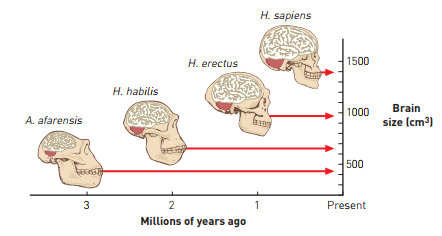 H. sapiens
H. erectus
H. habilis
A. afarensis
1500
1000
500
Brain
size (cm³)
3
2
1
Present
Millions of years ago